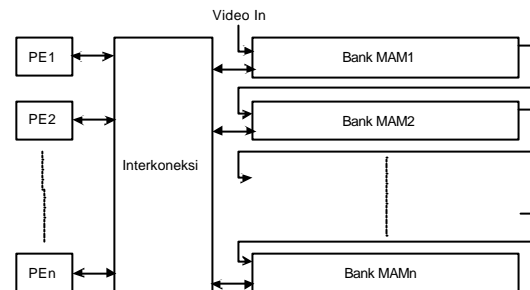 Video In
PE1
Bank MAM1
PE2
Bank MAM2
Interkoneksi
PEn
Bank MAMn